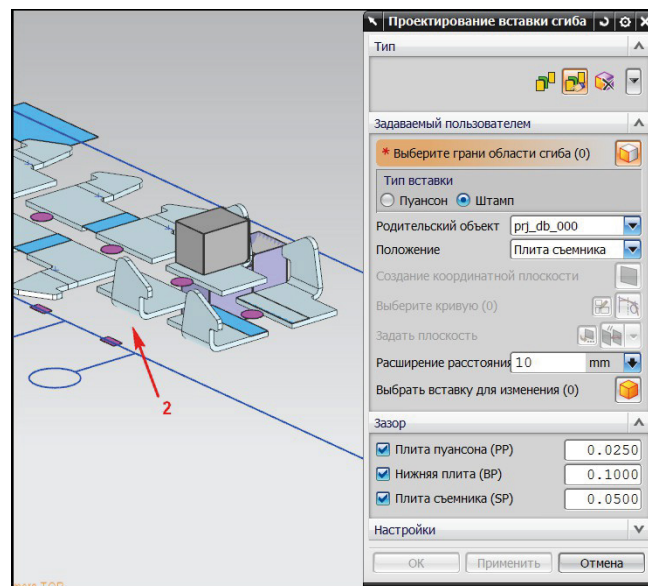 Проектирование вставки сгиба
Тип
Задаваемый пользователем
* Выберите грани области сгиба (0)
Тип вставки
Пуансон Штамп
Родительский объект prj_db_000
Положение Плита съемника
Создание координатной плоскости
Выберите кривую (0)
Задать плоскость
Расширение расстояния 10 mm
Выбрать вставку для изменения (0)
Зазор
Плита пуансона (PP) 0.0250
Нижняя плита (BP) 0.1000
Плита съемника (SP) 0.0500
Настройки
ОК Применить Отмена
2